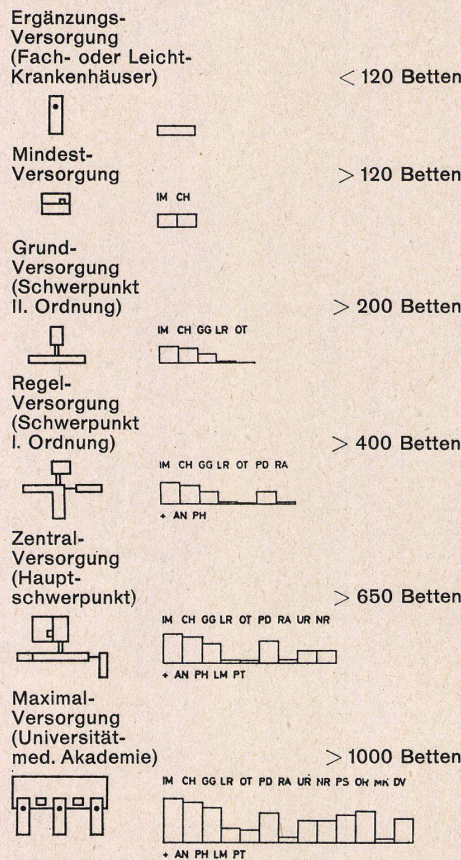 Ergänzungs-
Versorgung
(Fach- oder Leicht-
Krankenhäuser) < 120 Betten
Mindest-
Versorgung > 120 Betten
IM CH
Grund-
Versorgung
(Schwerpunkt
II. Ordnung) > 200 Betten
IM CH GG LR OT
Regel-
Versorgung
(Schwerpunkt
I. Ordnung) > 400 Betten
IM CH GG LR OT PD RA
+ AN PH
Zentral-
Versorgung
(Haupt-
schwerpunkt) > 650 Betten
IM CH GG LR OT PD RA UR NR
+ AN PH LM PT
Maximal-
Versorgung
(Universität-
med. Akademie) > 1000 Betten
IM CH GG LR OT PD RA UR NR PS OH MK DV
+ AN PH LM PT